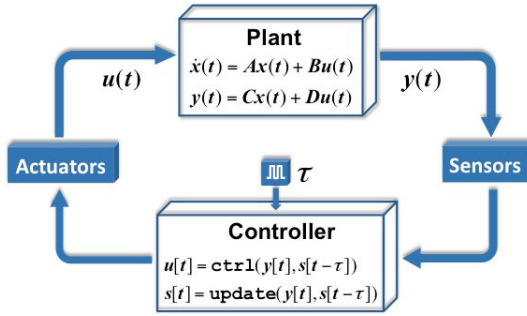 Plant
ẋ(t) = Ax(t) + Bu(t)
y(t) = Cx(t) + Du(t)
u(t)
y(t)
Actuators
Sensors
τ
Controller
u[t] = ctrl(y[t], s[t − τ])
s[t] = update(y[t], s[t − τ])